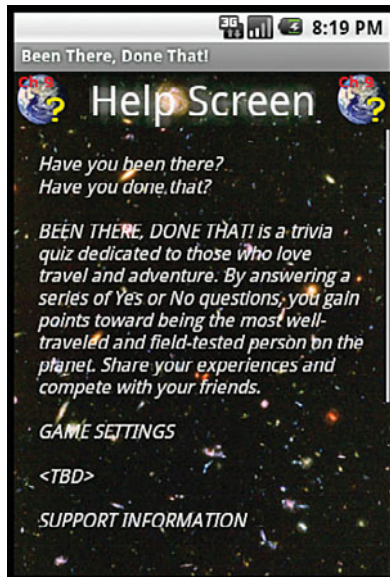 3G 8:19 PM
Been There, Done That!
Ch 9 ? Help Screen Ch 9 ?
Have you been there?
Have you done that?
BEEN THERE, DONE THAT! is a trivia
quiz dedicated to those who love
travel and adventure. By answering a
series of Yes or No questions, you gain
points toward being the most well-
traveled and field-tested person on the
planet. Share your experiences and
compete with your friends.
GAME SETTINGS
<TBD>
SUPPORT INFORMATION